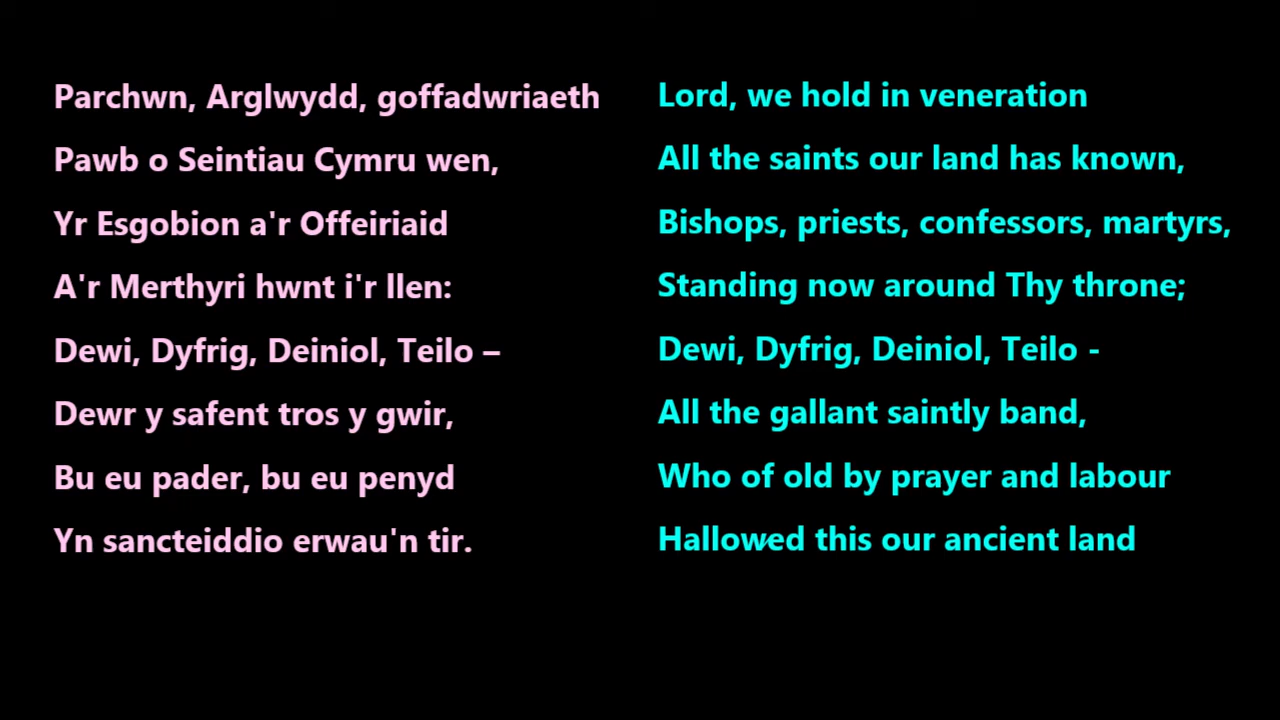 Parchwn, Arglwydd, goffadwriaeth
Pawb o Seintiau Cymru wen,
Yr Esgobion a'r Offeiriaid
A'r Merthyri hwnt i'r llen:
Dewi, Dyfrig, Deiniol, Teilo –
Dewr y safent tros y gwir,
Bu eu pader, bu eu penyd
Yn sancteiddio erwau'n tir.
Lord, we hold in veneration
All the saints our land has known,
Bishops, priests, confessors, martyrs,
Standing now around Thy throne;
Dewi, Dyfrig, Deiniol, Teilo -
All the gallant saintly band,
Who of old by prayer and labour
Hallowed this our ancient land